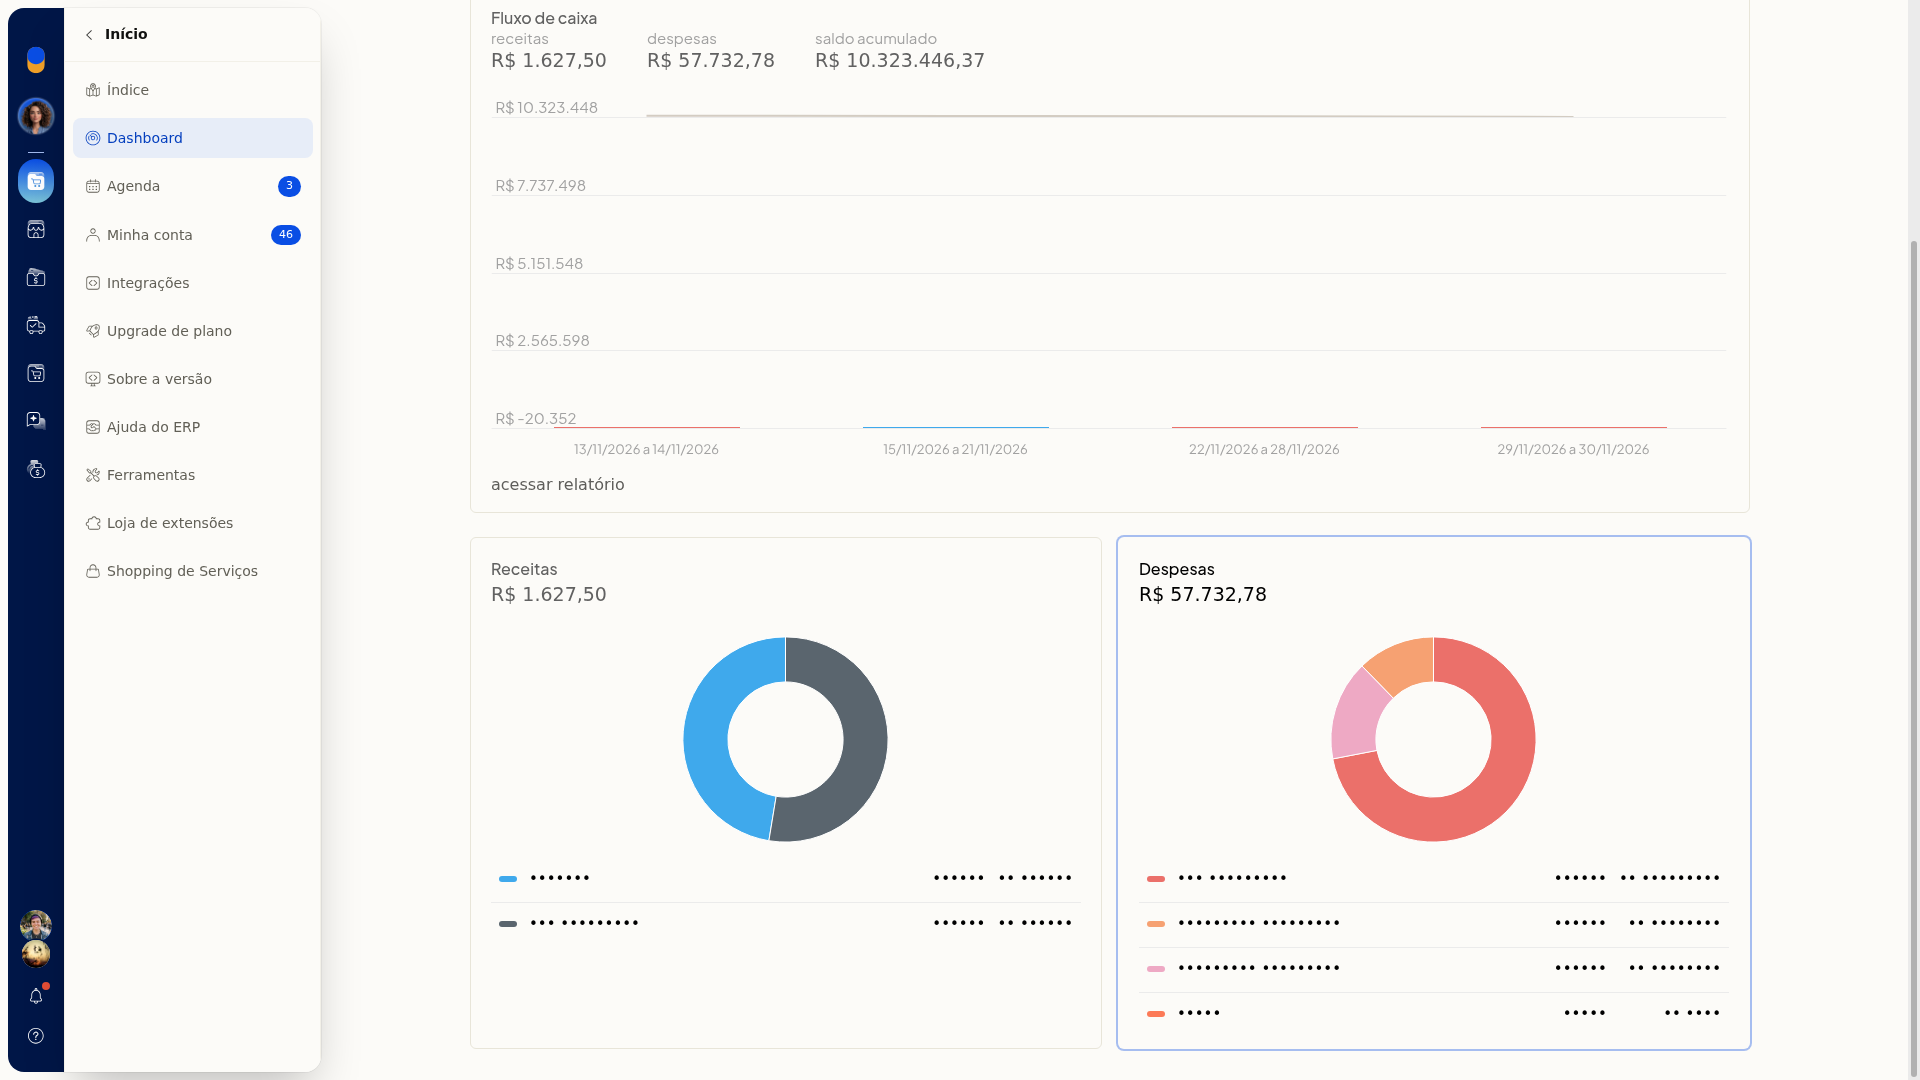 Início
Índice
Dashboard
Agenda 3
Minha conta 46
Integrações
Upgrade de plano
Sobre a versão
Ajuda do ERP
Ferramentas
Loja de extensões
Shopping de Serviços
Fluxo de caixa
receitas despesas saldo acumulado
R$ 1.627,50 R$ 57.732,78 R$ 10.323.446,37
R$ 10.323.448
R$ 7.737.498
R$ 5.151.548
R$ 2.565.598
R$ -20.352
13/11/2026 a 14/11/2026 15/11/2026 a 21/11/2026 22/11/2026 a 28/11/2026 29/11/2026 a 30/11/2026
acessar relatório
Receitas
R$ 1.627,50
Despesas
R$ 57.732,78